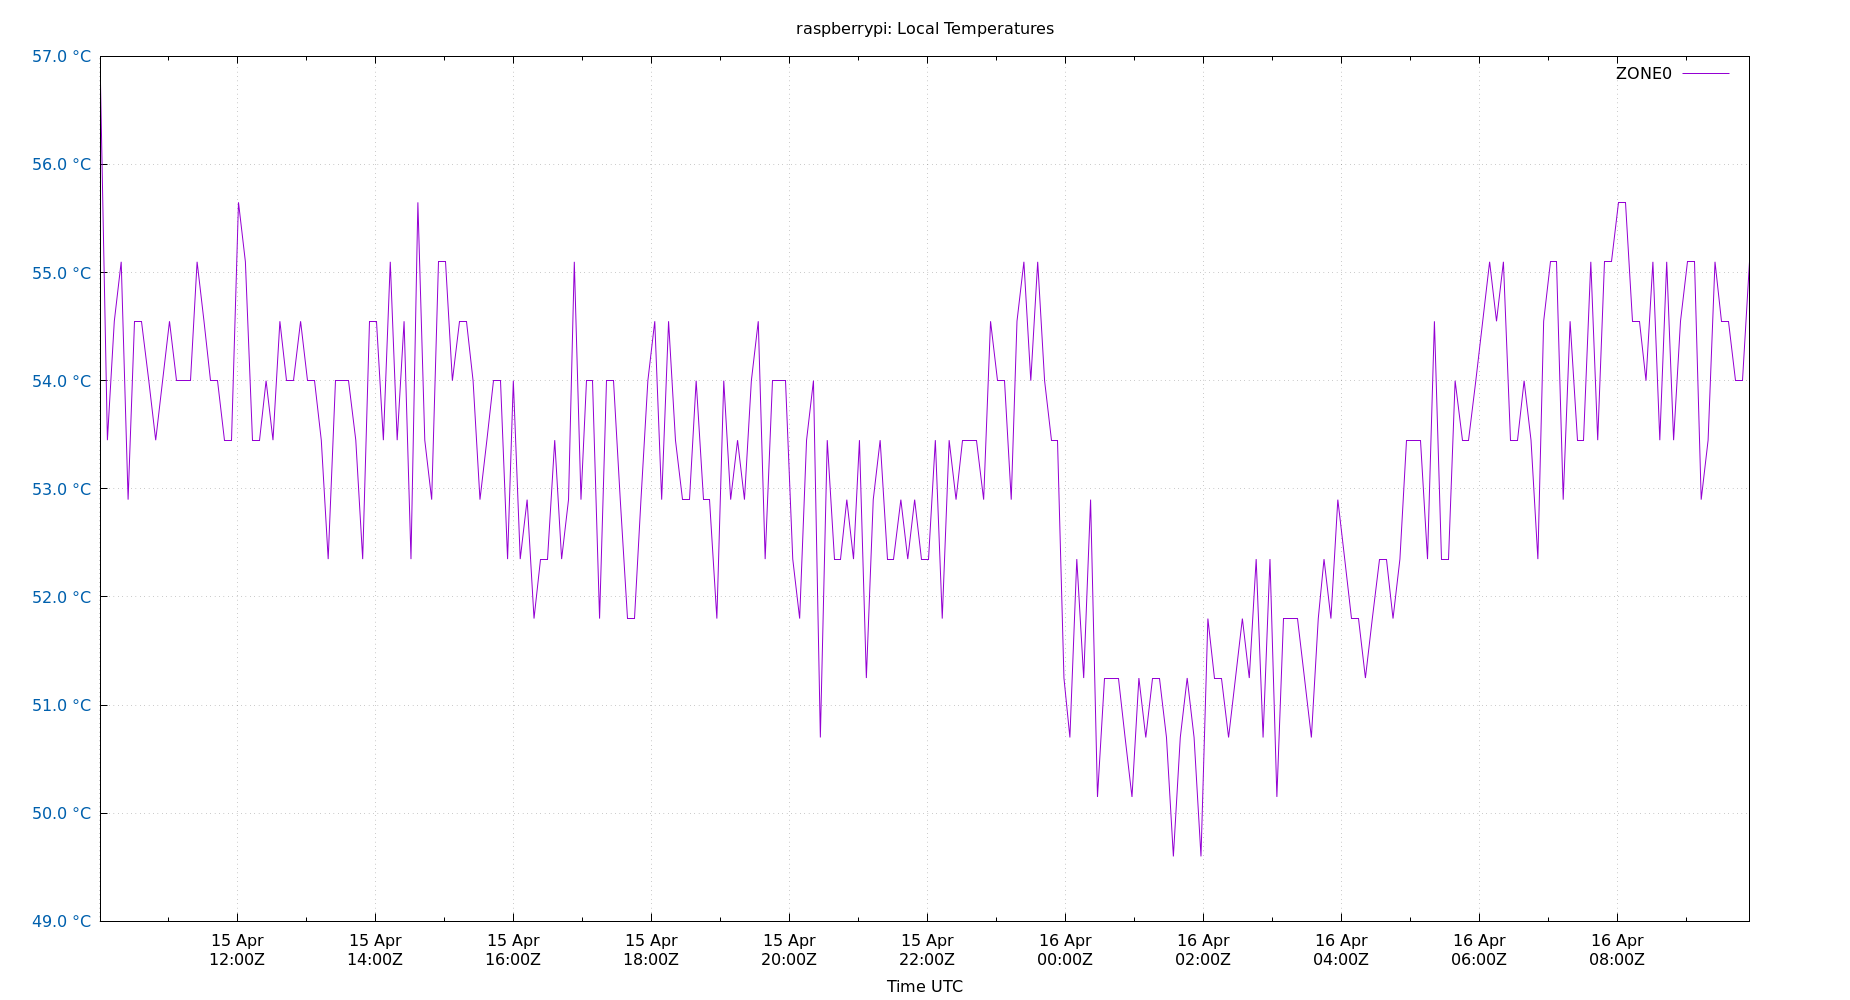 raspberrypi: Local Temperatures
ZONE0
57.0 °C
56.0 °C
55.0 °C
54.0 °C
53.0 °C
52.0 °C
51.0 °C
50.0 °C
49.0 °C
15 Apr 15 Apr 15 Apr 15 Apr 15 Apr 15 Apr 16 Apr 16 Apr 16 Apr 16 Apr 16 Apr
12:00Z 14:00Z 16:00Z 18:00Z 20:00Z 22:00Z 00:00Z 02:00Z 04:00Z 06:00Z 08:00Z
Time UTC